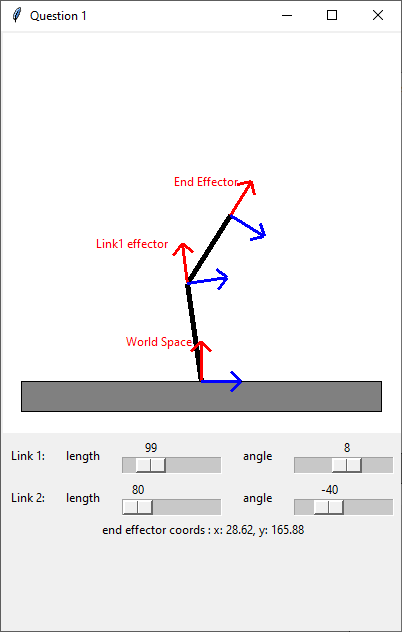 Question 1
End Effector
Link1 effector
World Space
99 8
Link 1: length angle
80 -40
Link 2: length angle
end effector coords : x: 28.62, y: 165.88